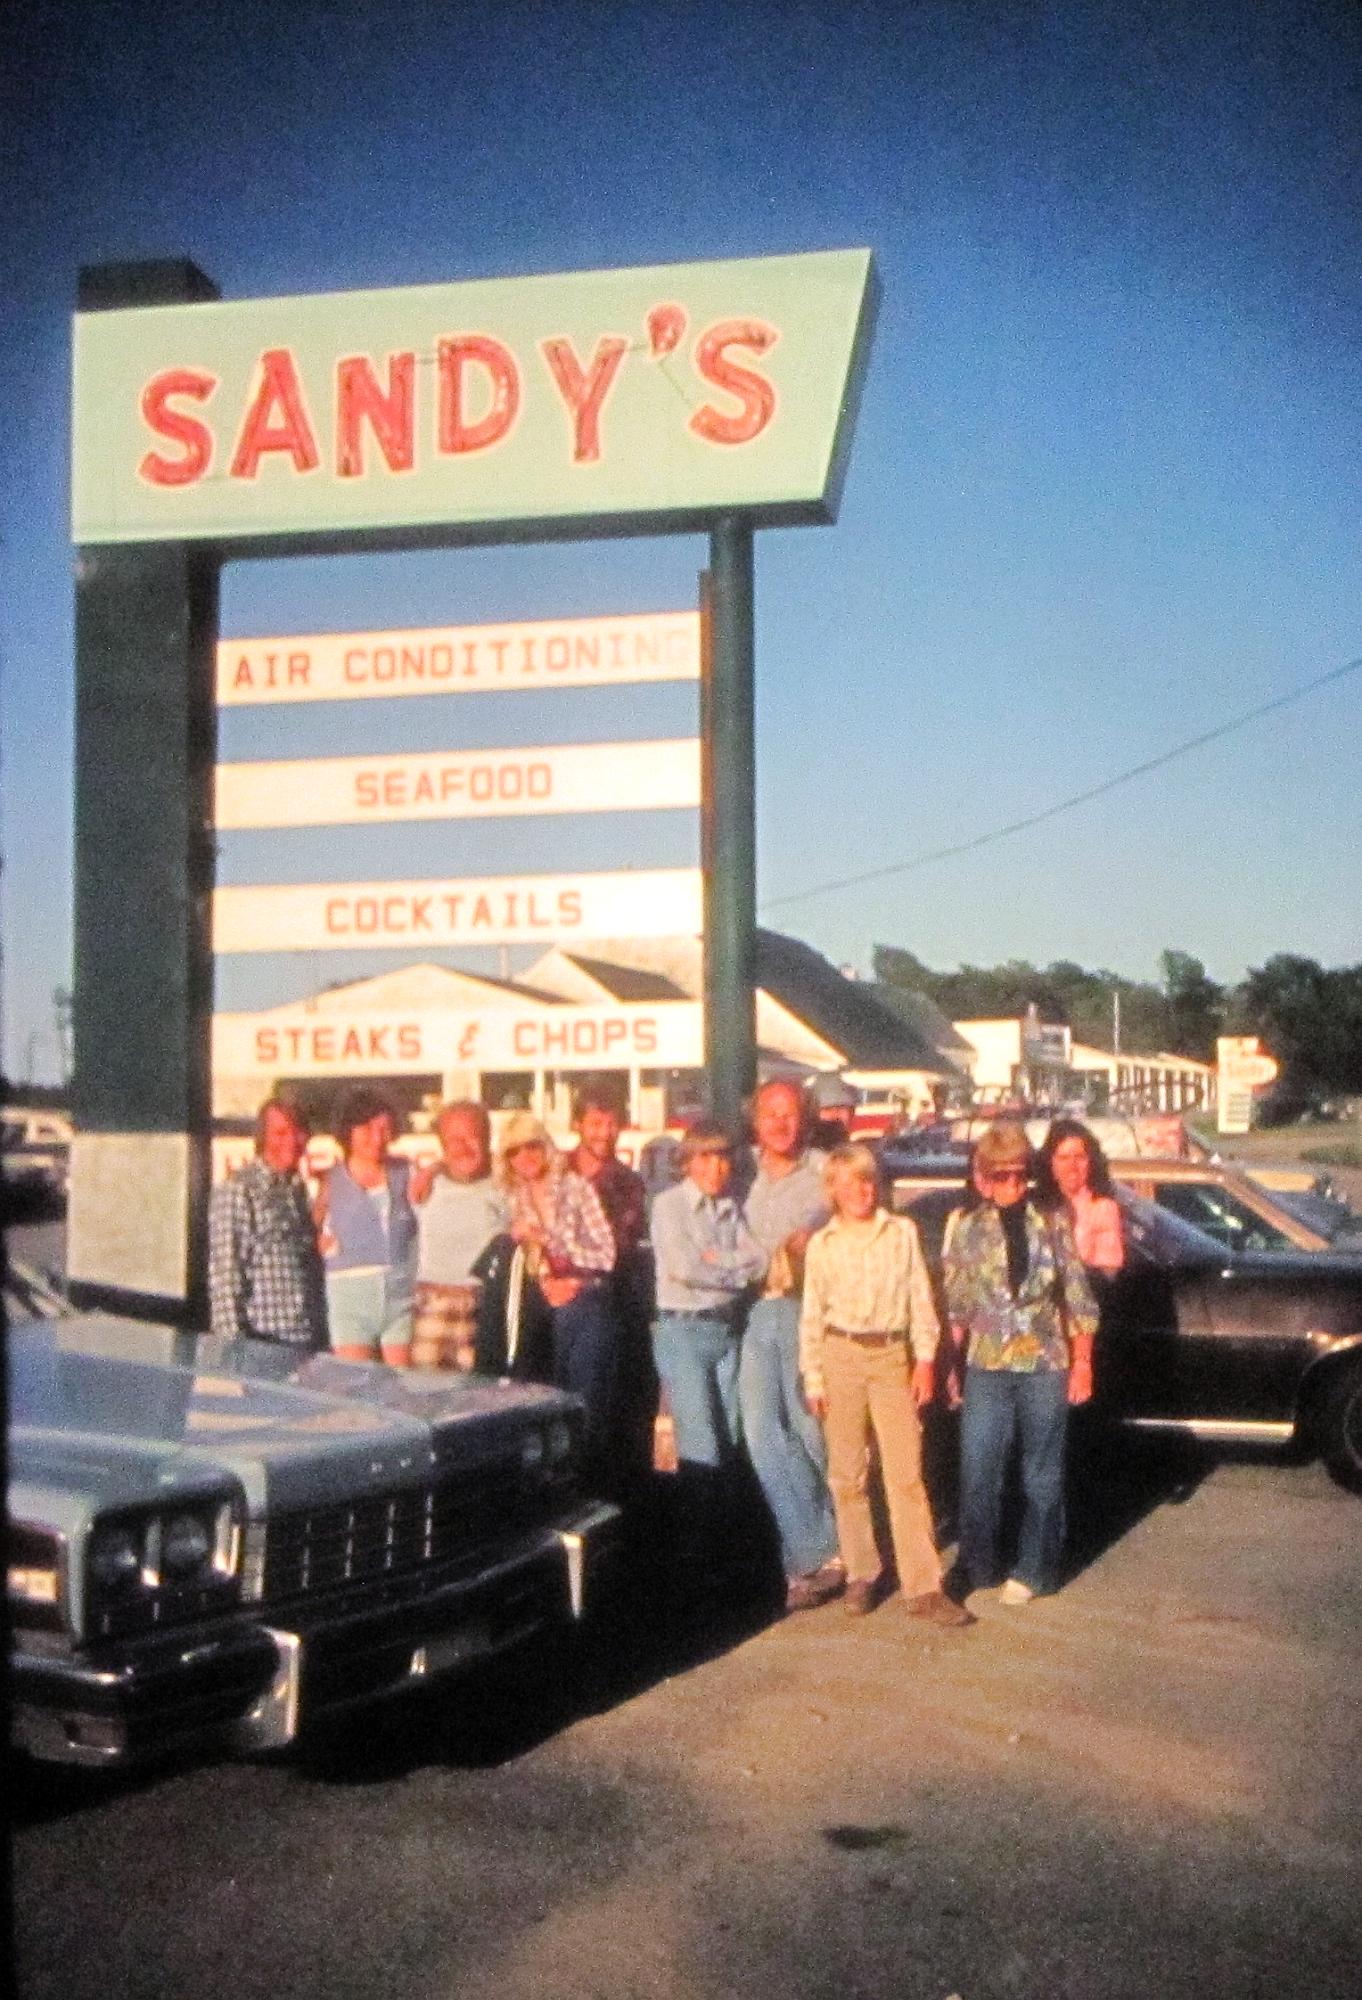 SANDY'S
AIR CONDITIONING
SEAFOOD
COCKTAILS
STEAKS & CHOPS